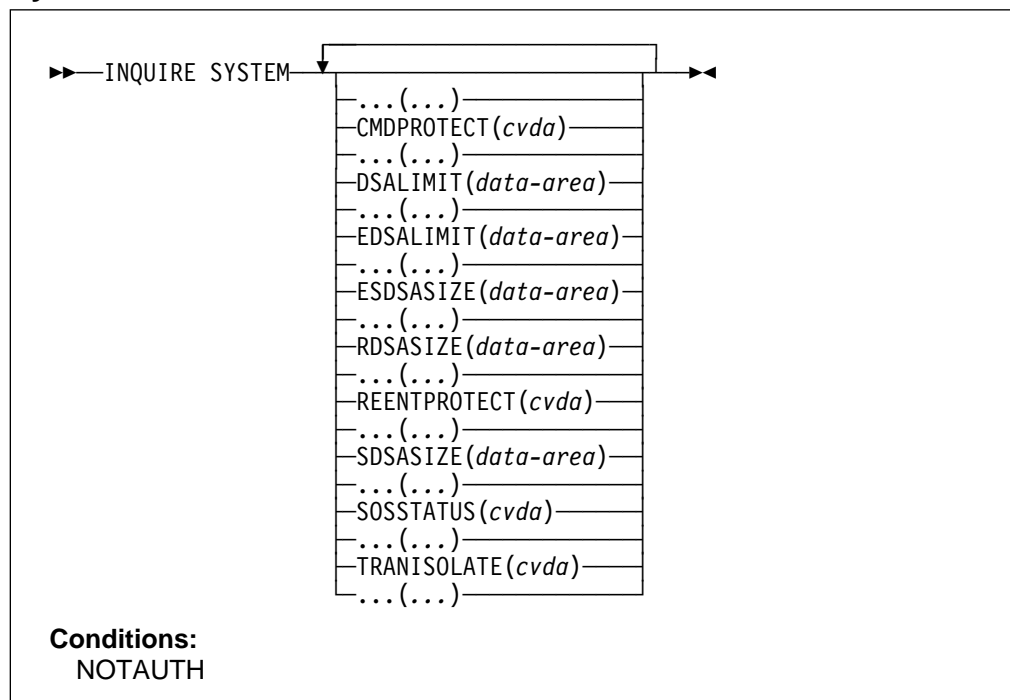 INQUIRE SYSTEM
...(...)
CMDPROTECT(cvda)
...(...)
DSALIMIT(data-area)
...(...)
EDSALIMIT(data-area)
...(...)
ESDSASIZE(data-area)
...(...)
RDSASIZE(data-area)
...(...)
REENTPROTECT(cvda)
...(...)
SDSASIZE(data-area)
...(...)
SOSSTATUS(cvda)
...(...)
TRANISOLATE(cvda)
...(...)
Conditions:
NOTAUTH